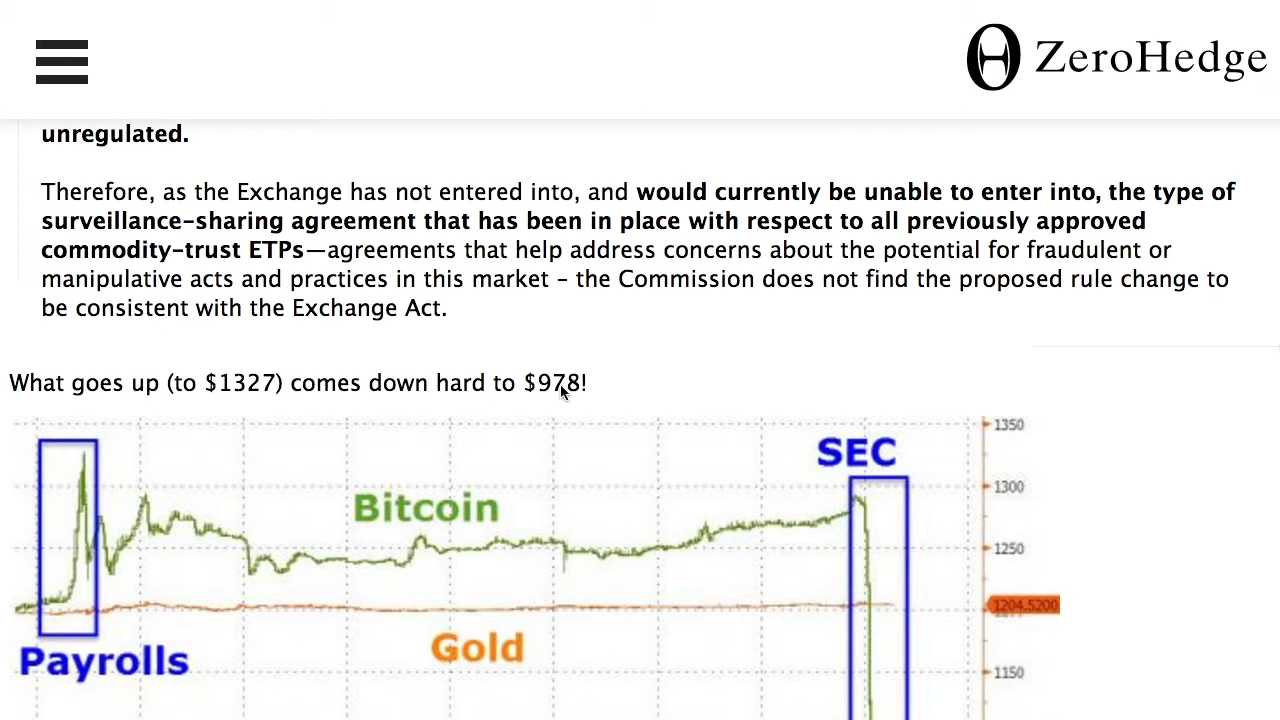 ZeroHedge
unregulated.
Therefore, as the Exchange has not entered into, and would currently be unable to enter into, the type of
surveillance-sharing agreement that has been in place with respect to all previously approved
commodity-trust ETPs—agreements that help address concerns about the potential for fraudulent or
manipulative acts and practices in this market – the Commission does not find the proposed rule change to
be consistent with the Exchange Act.
What goes up (to $1327) comes down hard to $978!
1350
SEC
1300
Bitcoin
1250
1204.5200
Gold
Payrolls
1150